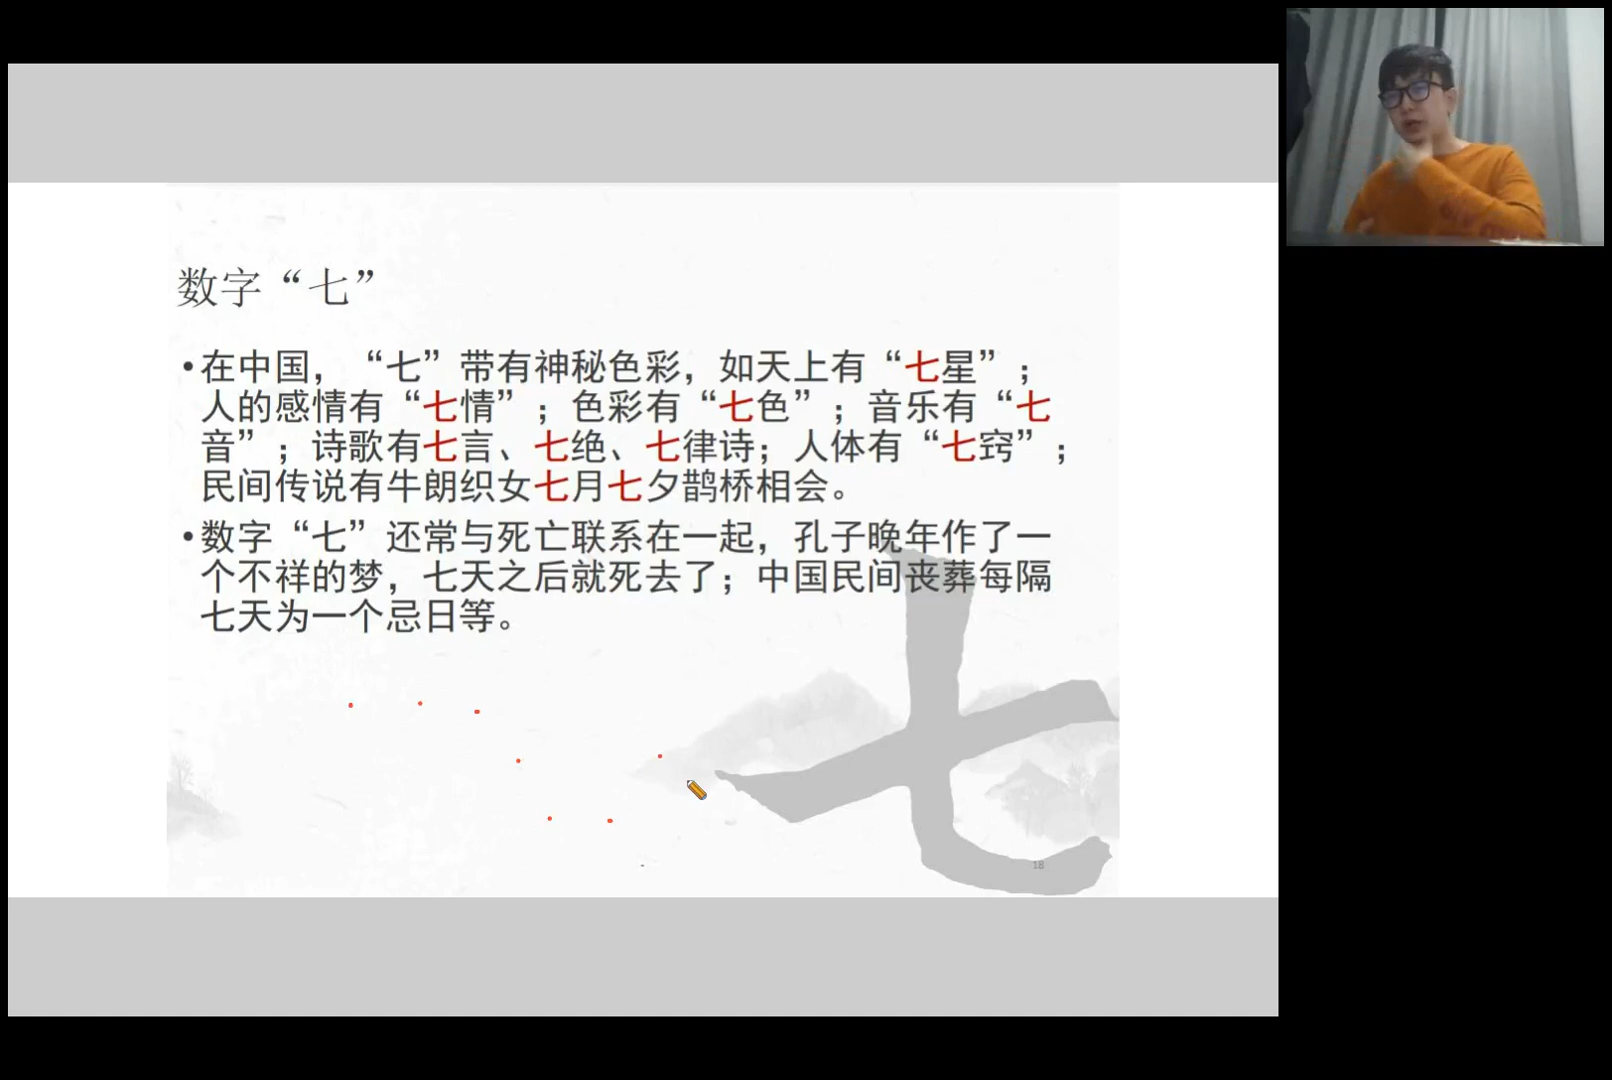 数字“七”
•在中国，“七”带有神秘色彩，如天上有“七星”；
人的感情有“七情”；色彩有“七色”；音乐有“七
音”；诗歌有七言、七绝、七律诗；人体有“七窍”；
民间传说有牛朗织女七月七夕鹊桥相会。
•数字“七”还常与死亡联系在一起，孔子晚年作了一
个不祥的梦，七天之后就死去了；中国民间丧葬每隔
七天为一个忌日等。
七
18